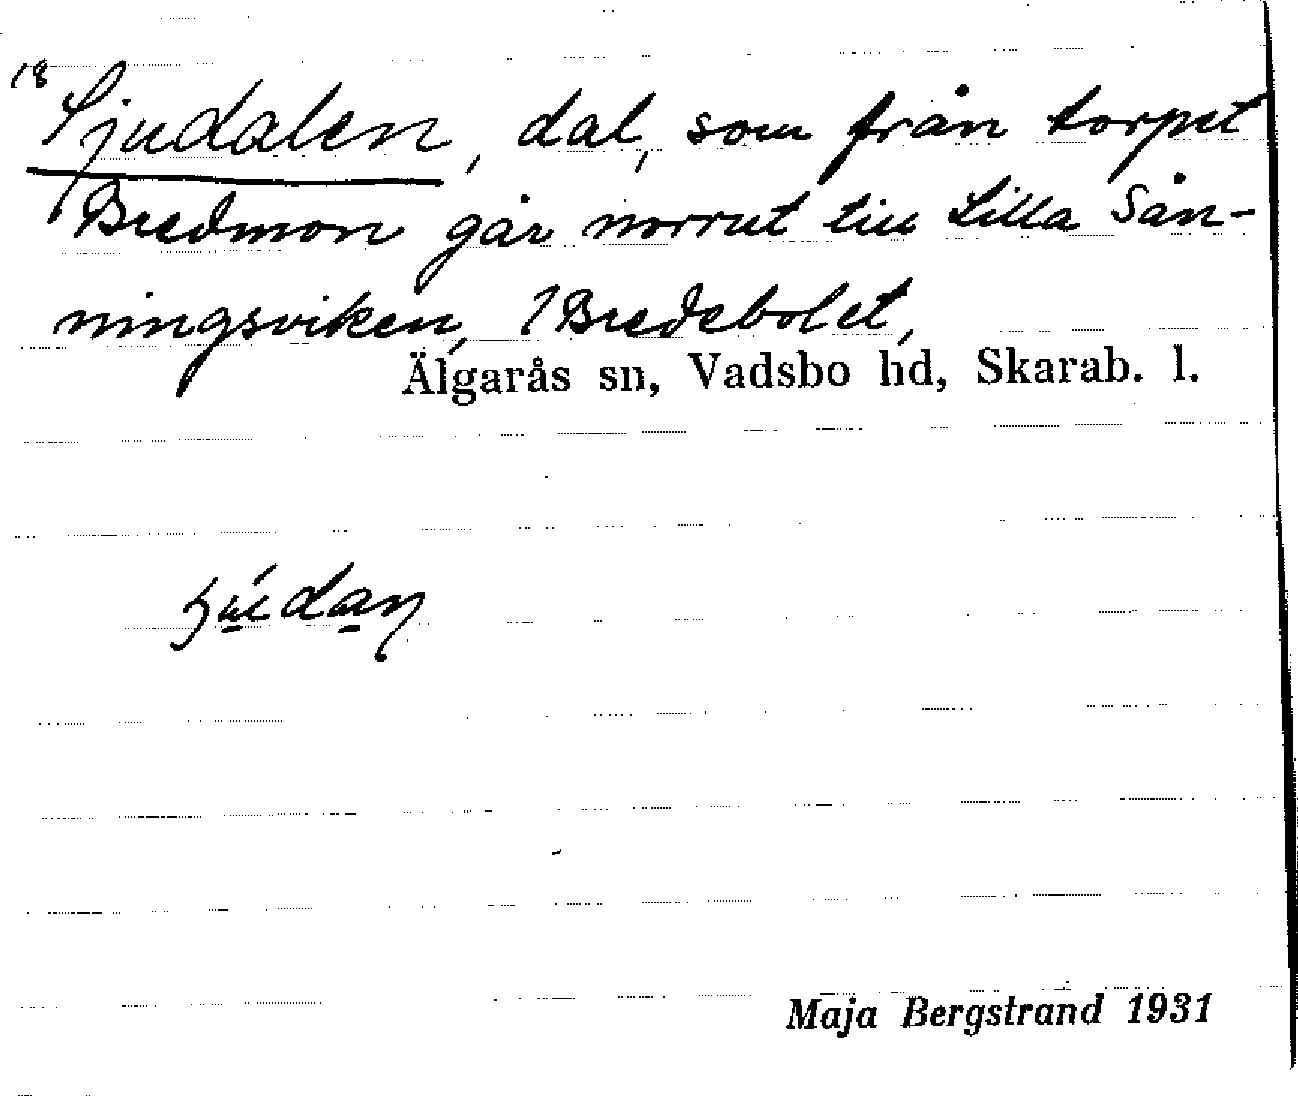 18
Sjudalen, dal, som från torpet
Bredmon går norrut till Lilla Sån-
ningsviken, 1 Bredebolet,
Älgarås sn, Vadsbo hd, Skarab. l.
Maja Bergstrand 1931